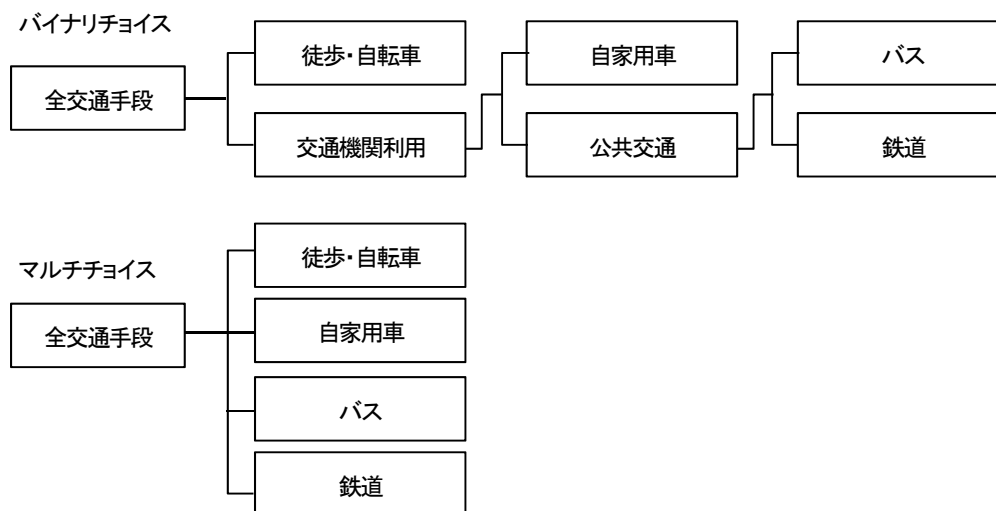 バイナリチョイス
全交通手段
徒歩・自転車
交通機関利用
自家用車
公共交通
バス
鉄道
マルチチョイス
全交通手段
徒歩・自転車
自家用車
バス
鉄道